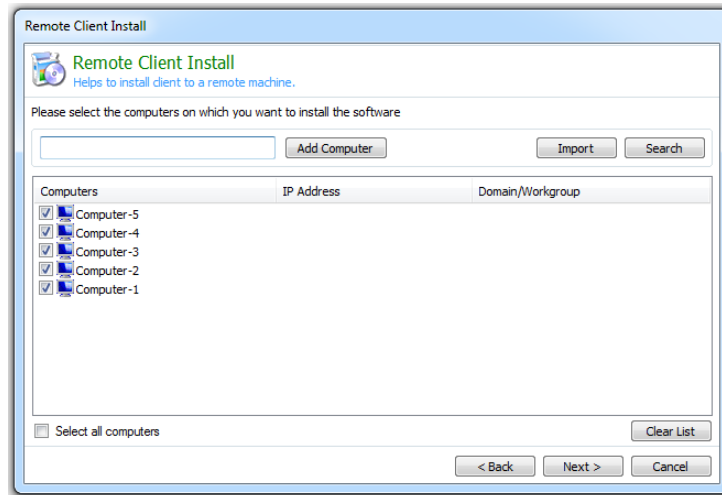 Remote Client Install
Remote Client Install
Helps to install client to a remote machine.
Please select the computers on which you want to install the software
Add Computer Import Search
Computers IP Address Domain/Workgroup
Computer-5
Computer-4
Computer-3
Computer-2
Computer-1
Select all computers Clear List
< Back Next > Cancel